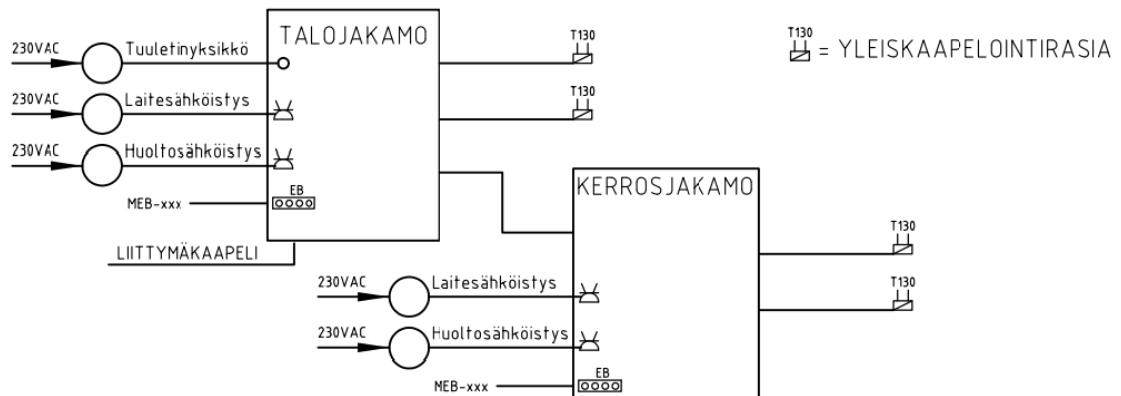 TALOJAKAMO
230VAC Tuuletinyksikkö
230VAC Laitesähköistys
230VAC Huoltosähköistys
MEB-xxx EB
LIITTYMÄKAAPELI
T130
T130
T130 = YLEISKAAPELOINTIRASIA
KERROSJAKAMO
230VAC Laitesähköistys
230VAC Huoltosähköistys
MEB-xxx EB
T130
T130